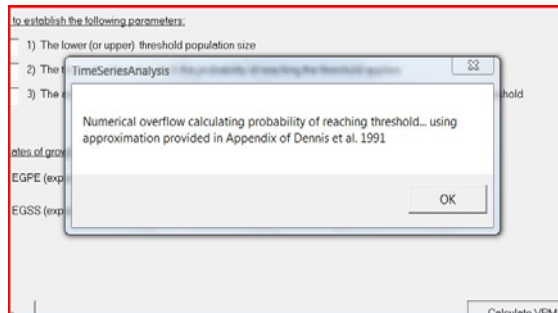 to establish the following parameters:
1) The lower (or upper) threshold population size
2) The t
TimeSeriesAnalysis
3) The
shold
Numerical overflow calculating probability of reaching threshold... using
approximation provided in Appendix of Dennis et al. 1991
ates of grow
EGPE (exp
OK
EGSS (exp
Calculate VPM